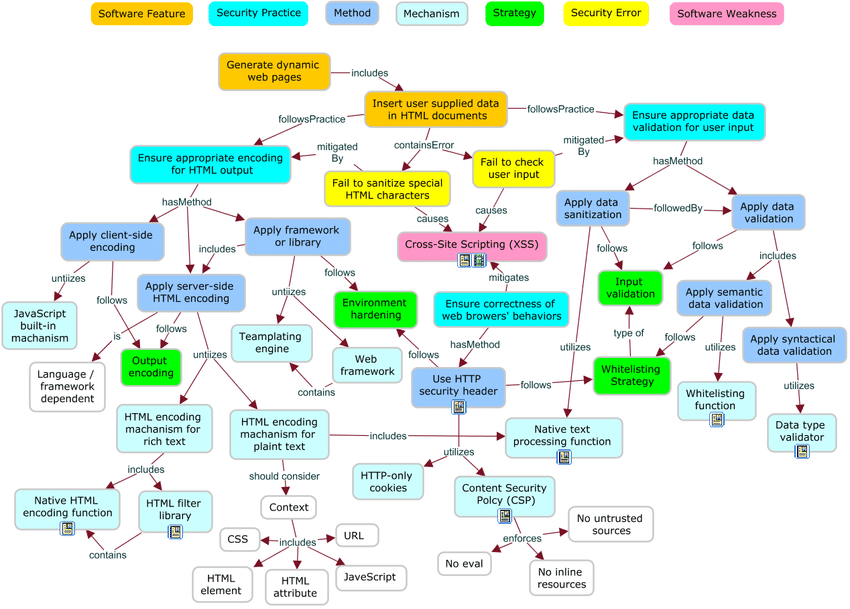 Software Feature
Security Practice
Method
Mechanism
Strategy
Security Error
Software Weakness
Generate dynamic
web pages
includes
Insert user supplied data
in HTML documents
followsPractice
followsPractice
Ensure appropriate data
validation for user input
containsError
mitigated
By
mitigated
By
Ensure appropriate encoding
for HTML output
Fail to sanitize special
HTML characters
Fail to check
user input
hasMethod
hasMethod
causes
causes
Apply data
sanitization
followedBy
Apply data
validation
Apply client-side
encoding
Apply framework
or library
includes
Cross-Site Scripting (XSS)
follows
follows
includes
untiizes
follows
Apply server-side
HTML encoding
untiizes
follows
mitigates
Input
validation
Apply semantic
data validation
JavaScript
built-in
machanism
is
follows
Environment
hardening
Ensure correctness of
web browers' behaviors
type of
follows
utilizes
Apply syntactical
data validation
Teamplating
engine
hasMethod
utilizes
untiizes
Output
encoding
Web
framework
follows
Language /
framework
dependent
contains
Use HTTP
security header
follows
Whitelisting
Strategy
utilizes
Whitelisting
function
HTML encoding
machanism for
rich text
HTML encoding
machanism for
plaint text
includes
Native text
processing function
Data type
validator
utilizes
includes
should consider
HTTP-only
cookies
Content Security
Polcy (CSP)
Native HTML
encoding function
HTML filter
library
Context
contains
CSS
includes
URL
enforces
No untrusted
sources
No eval
No inline
resources
HTML
element
HTML
attribute
JaveScript